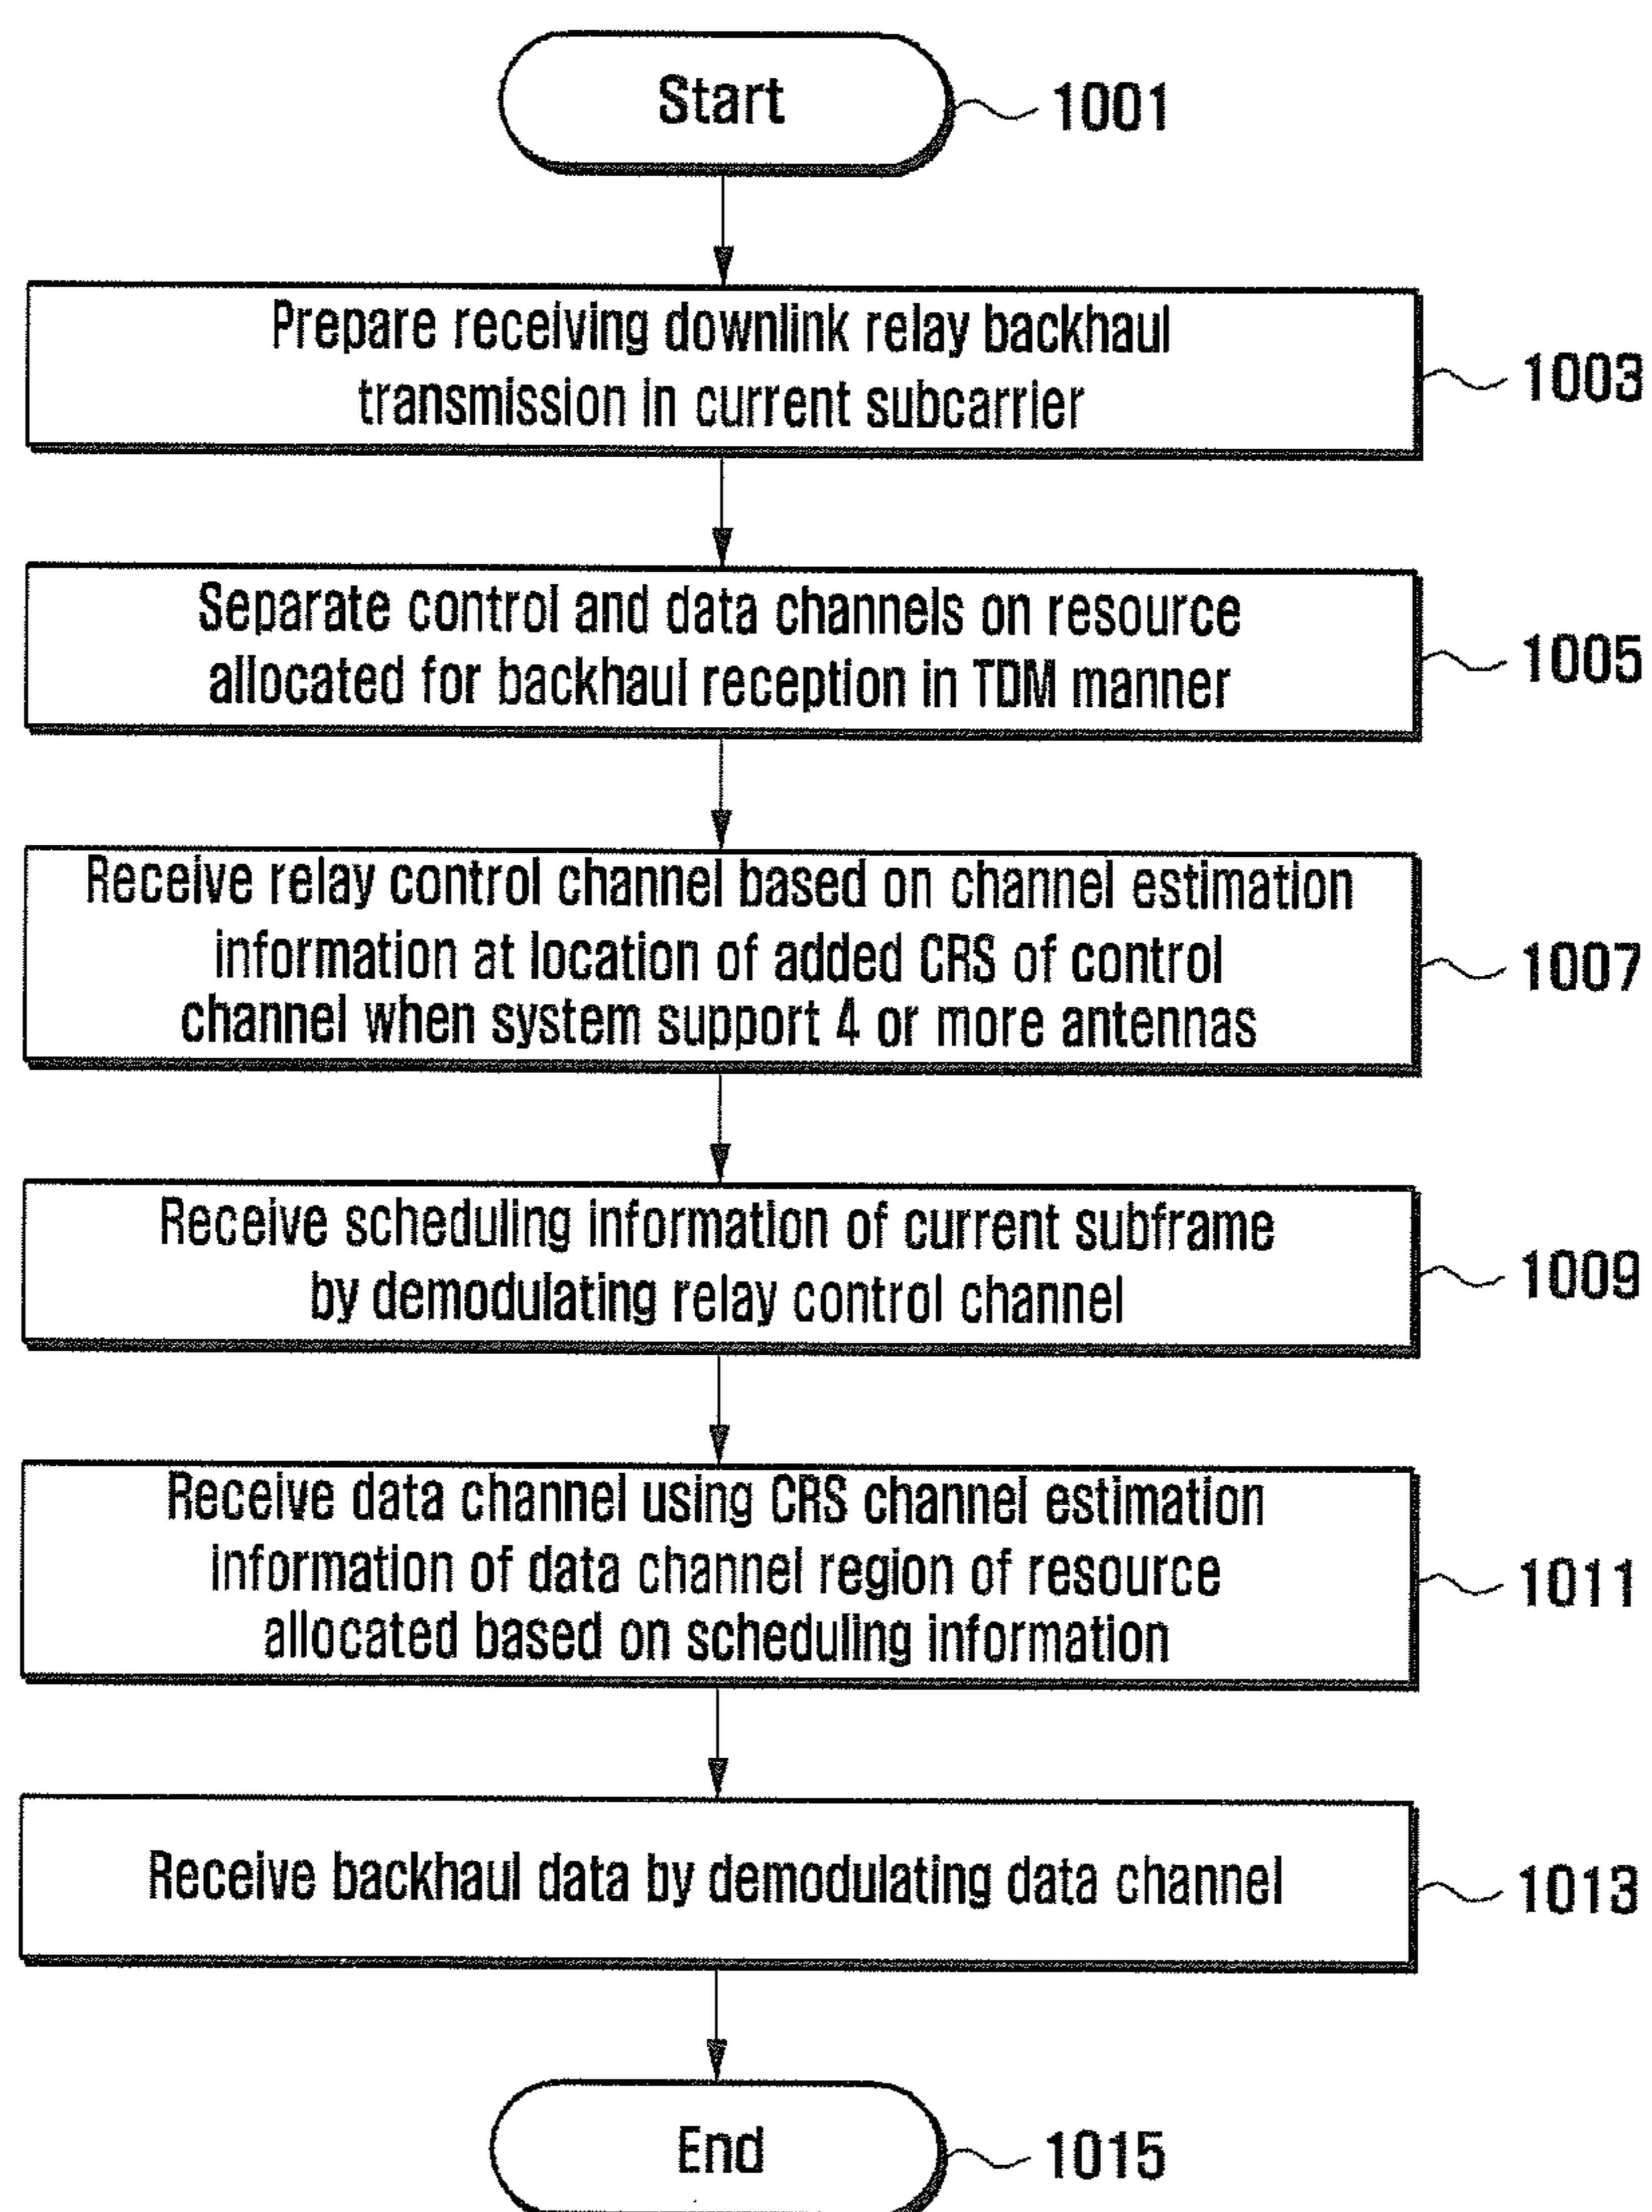 Start
1001
Prepare receiving downlink relay backhaul
transmission in current subcarrier
1003
Separate control and data channels on resource
allocated for backhaul reception in TDM manner
1005
Receive relay control channel based on channel estimation
information at location of added CRS of control
channel when system support 4 or more antennas
1007
Receive scheduling information of current subframe
by demodulating relay control channel
1009
Receive data channel using CRS channel estimation
information of data channel region of resource
allocated based on scheduling information
1011
Receive backhaul data by demodulating data channel
1013
End
1015